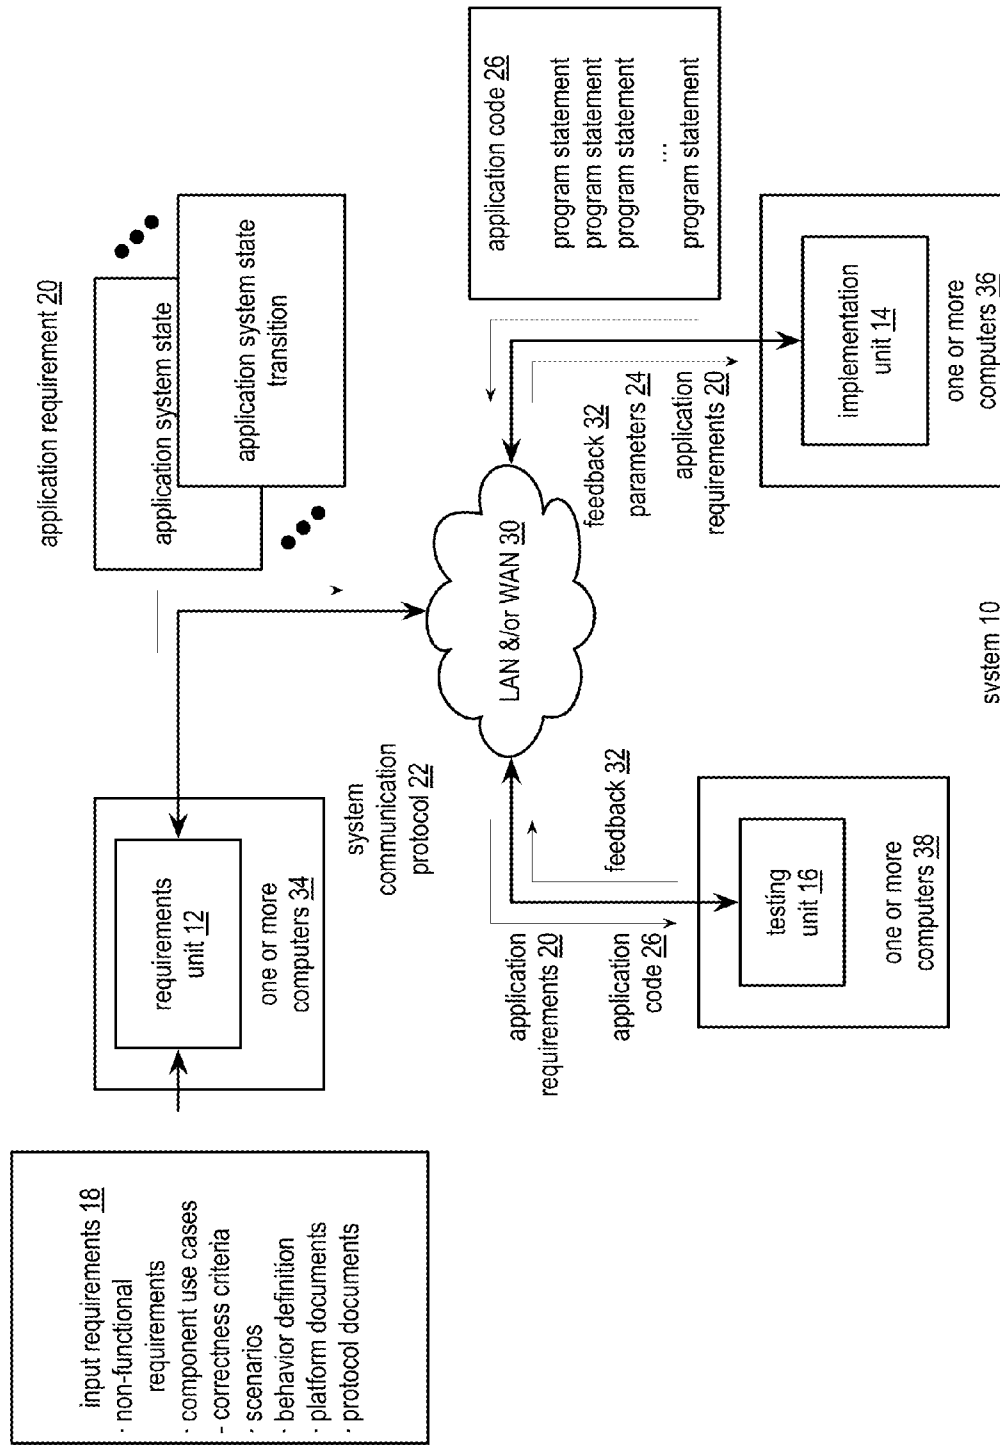 input requirements 18
· non-functional
requirements
· component use cases
- correctness criteria
· scenarios
· behavior definition
· platform documents
· protocol documents
requirements
unit 12
one or more
computers 34
application requirement 20
application system state
application system state
transition
system
communication
protocol 22
LAN &/or WAN 30
application
requirements 20
application
code 26
feedback 32
testing
unit 16
one or more
computers 38
feedback 32
parameters 24
application
requirements 20
application code 26
program statement
program statement
program statement
...
program statement
implementation
unit 14
one or more
computers 36
system 10